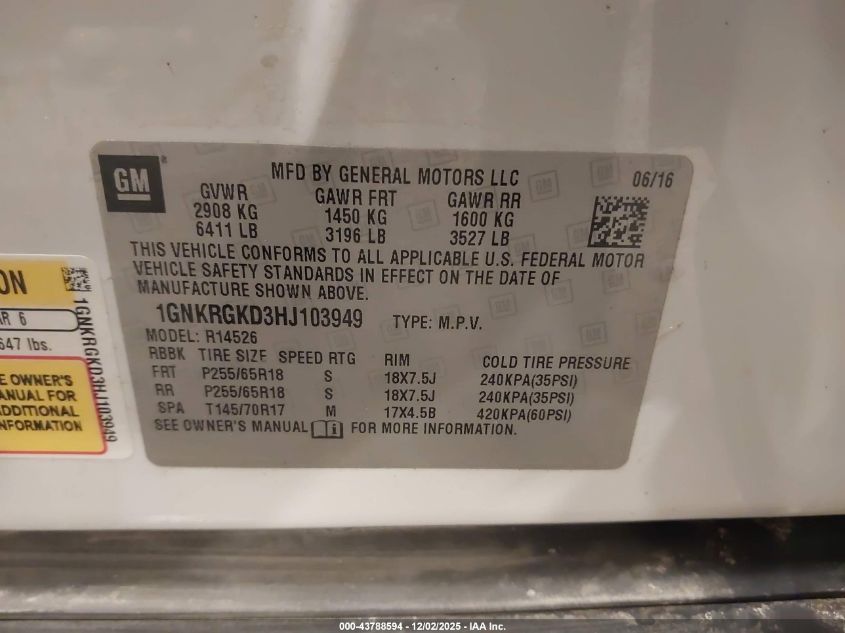 GM
MFD BY GENERAL MOTORS LLC
06/16
GVWR GAWR FRT GAWR RR
2908 KG 1450 KG 1600 KG
6411 LB 3196 LB 3527 LB
THIS VEHICLE CONFORMS TO ALL APPLICABLE U.S. FEDERAL MOTOR
VEHICLE SAFETY STANDARDS IN EFFECT ON THE DATE OF
MANUFACTURE SHOWN ABOVE.
1GNKRGKD3HJ103949 TYPE: M.P.V.
MODEL: R14526
RBBK TIRE SIZE SPEED RTG RIM COLD TIRE PRESSURE
FRT P255/65R18 S 18X7.5J 240KPA(35PSI)
RR P255/65R18 S 18X7.5J 240KPA(35PSI)
SPA T145/70R17 M 17X4.5B 420KPA(60PSI)
SEE OWNER'S MANUAL FOR MORE INFORMATION.
ON
AR 6
647 lbs.
E OWNER'S
ANUAL FOR
ADDITIONAL
FORMATION
1GNKRGKD3HJ103949
000-43788594 - 12/02/2025 - IAA Inc.